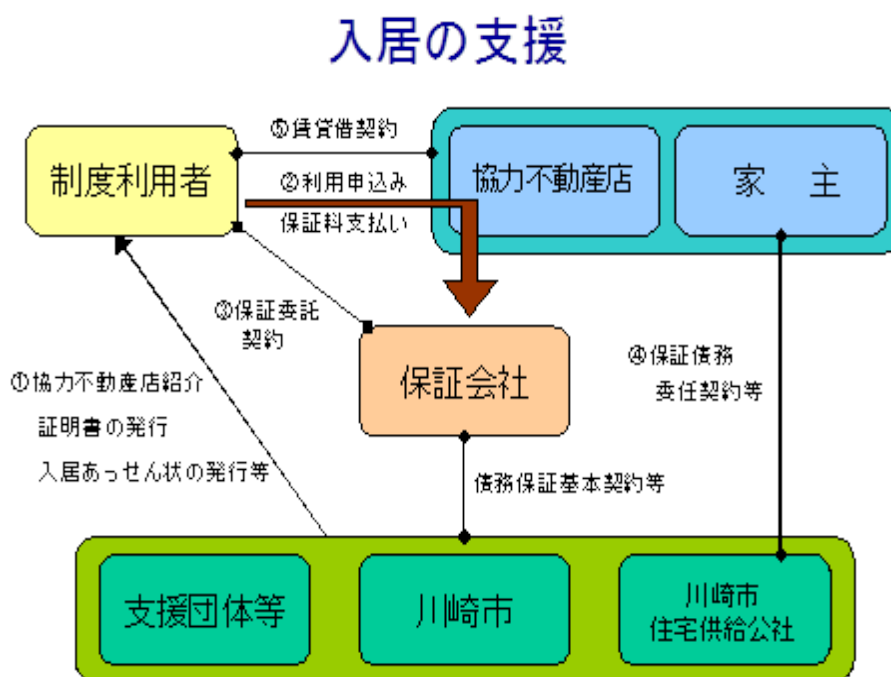 入居の支援
⑤賃貸借契約
制度利用者
協力不動産店
家 主
②利用申込み
保証料支払い
③保証委託
契約
保証会社
④保証債務
委任契約等
①協力不動産店紹介
証明書の発行
入居あっせん状の発行等
債務保証基本契約等
支援団体等
川崎市
川崎市
住宅供給公社